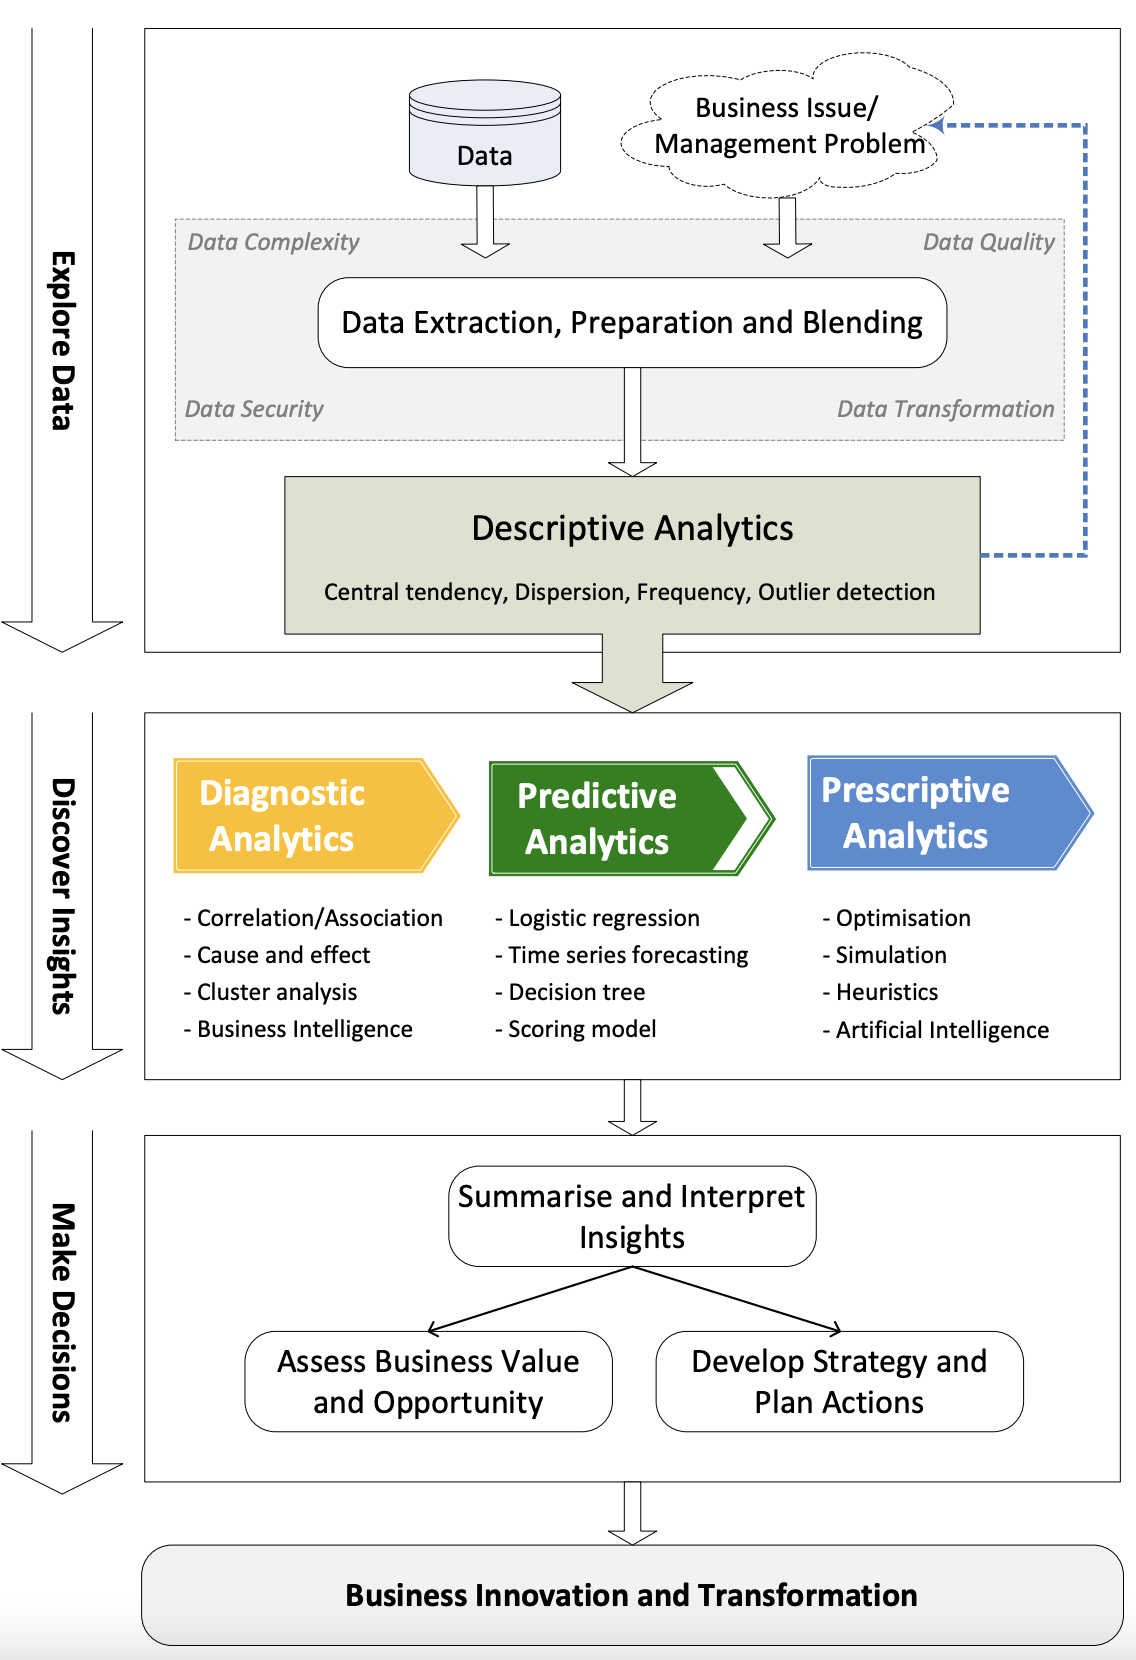 Explore Data
Data
Business Issue/
Management Problem
Data Complexity
Data Quality
Data Extraction, Preparation and Blending
Data Security
Data Transformation
Descriptive Analytics
Central tendency, Dispersion, Frequency, Outlier detection
Discover Insights
Diagnostic
Analytics
- Correlation/Association
- Cause and effect
- Cluster analysis
- Business Intelligence
Predictive
Analytics
- Logistic regression
- Time series forecasting
- Decision tree
- Scoring model
Prescriptive
Analytics
- Optimisation
- Simulation
- Heuristics
- Artificial Intelligence
Make Decisions
Summarise and Interpret
Insights
Assess Business Value
and Opportunity
Develop Strategy and
Plan Actions
Business Innovation and Transformation